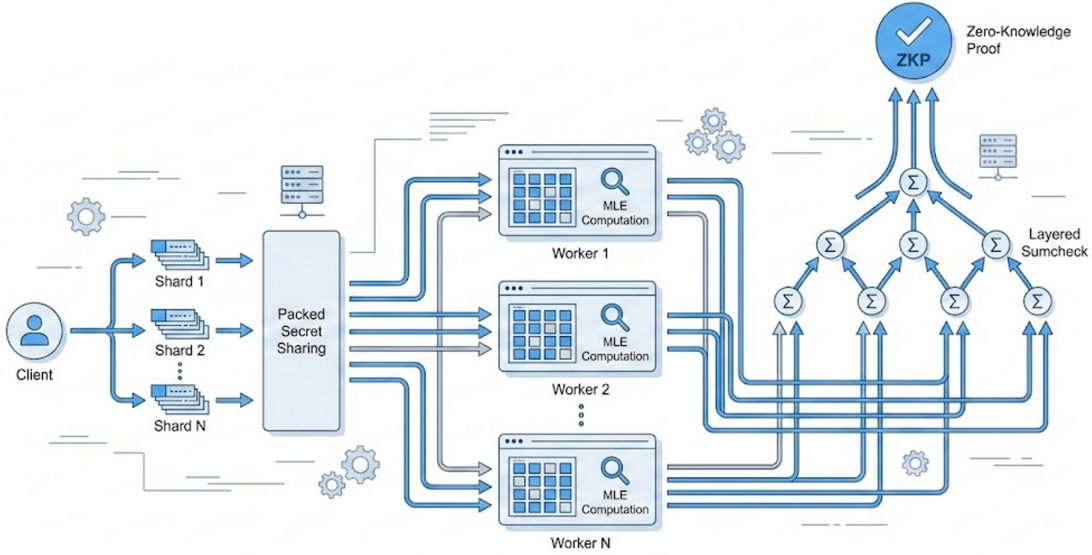 ZKP
Zero-Knowledge
Proof
Client
Shard 1
Shard 2
Shard N
Packed
Secret
Sharing
MLE
Computation
Worker 1
MLE
Computation
Worker 2
MLE
Computation
Worker N
Σ
Σ
Σ
Σ
Layered
Sumcheck
Σ
Σ
Σ
Σ